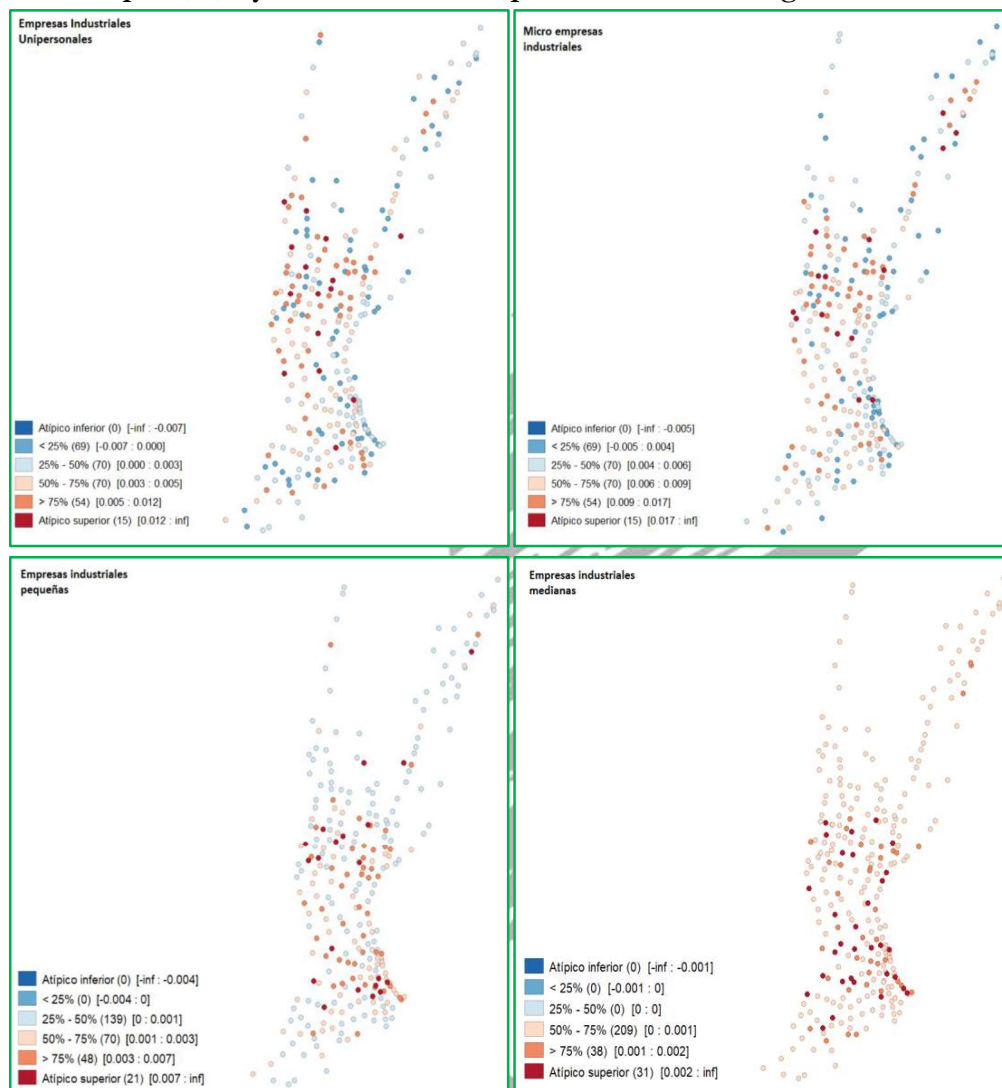 Empresas Industriales
Unipersonales
Atípico inferior (0) [-inf : -0.007]
< 25% (69) [-0.007 : 0.000]
25% - 50% (70) [0.000 : 0.003]
50% - 75% (70) [0.003 : 0.005]
> 75% (54) [0.005 : 0.012]
Atípico superior (15) [0.012 : inf]
Micro empresas
industriales
Atípico inferior (0) [-inf : -0.005]
< 25% (69) [-0.005 : 0.004]
25% - 50% (70) [0.004 : 0.006]
50% - 75% (70) [0.006 : 0.009]
> 75% (54) [0.009 : 0.017]
Atípico superior (15) [0.017 : inf]
Empresas industriales
pequeñas
Atípico inferior (0) [-inf : -0.004]
< 25% (0) [-0.004 : 0]
25% - 50% (139) [0 : 0.001]
50% - 75% (70) [0.001 : 0.003]
> 75% (48) [0.003 : 0.007]
Atípico superior (21) [0.007 : inf]
Empresas industriales
medianas
Atípico inferior (0) [-inf : -0.001]
< 25% (0) [-0.001 : 0]
25% - 50% (0) [0 : 0]
50% - 75% (209) [0 : 0.001]
> 75% (38) [0.001 : 0.002]
Atípico superior (31) [0.002 : inf]